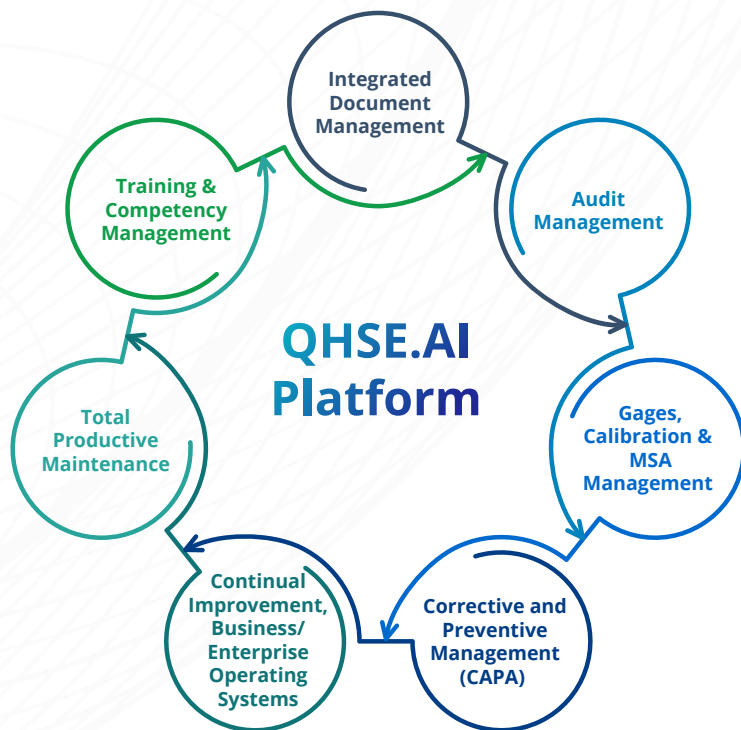 Integrated
Document
Management
Audit
Management
Gages,
Calibration &
MSA
Management
Corrective and
Preventive
Management
(CAPA)
Continual
Improvement,
Business/
Enterprise
Operating
Systems
Total
Productive
Maintenance
Training &
Competency
Management
QHSE.AI
Platform